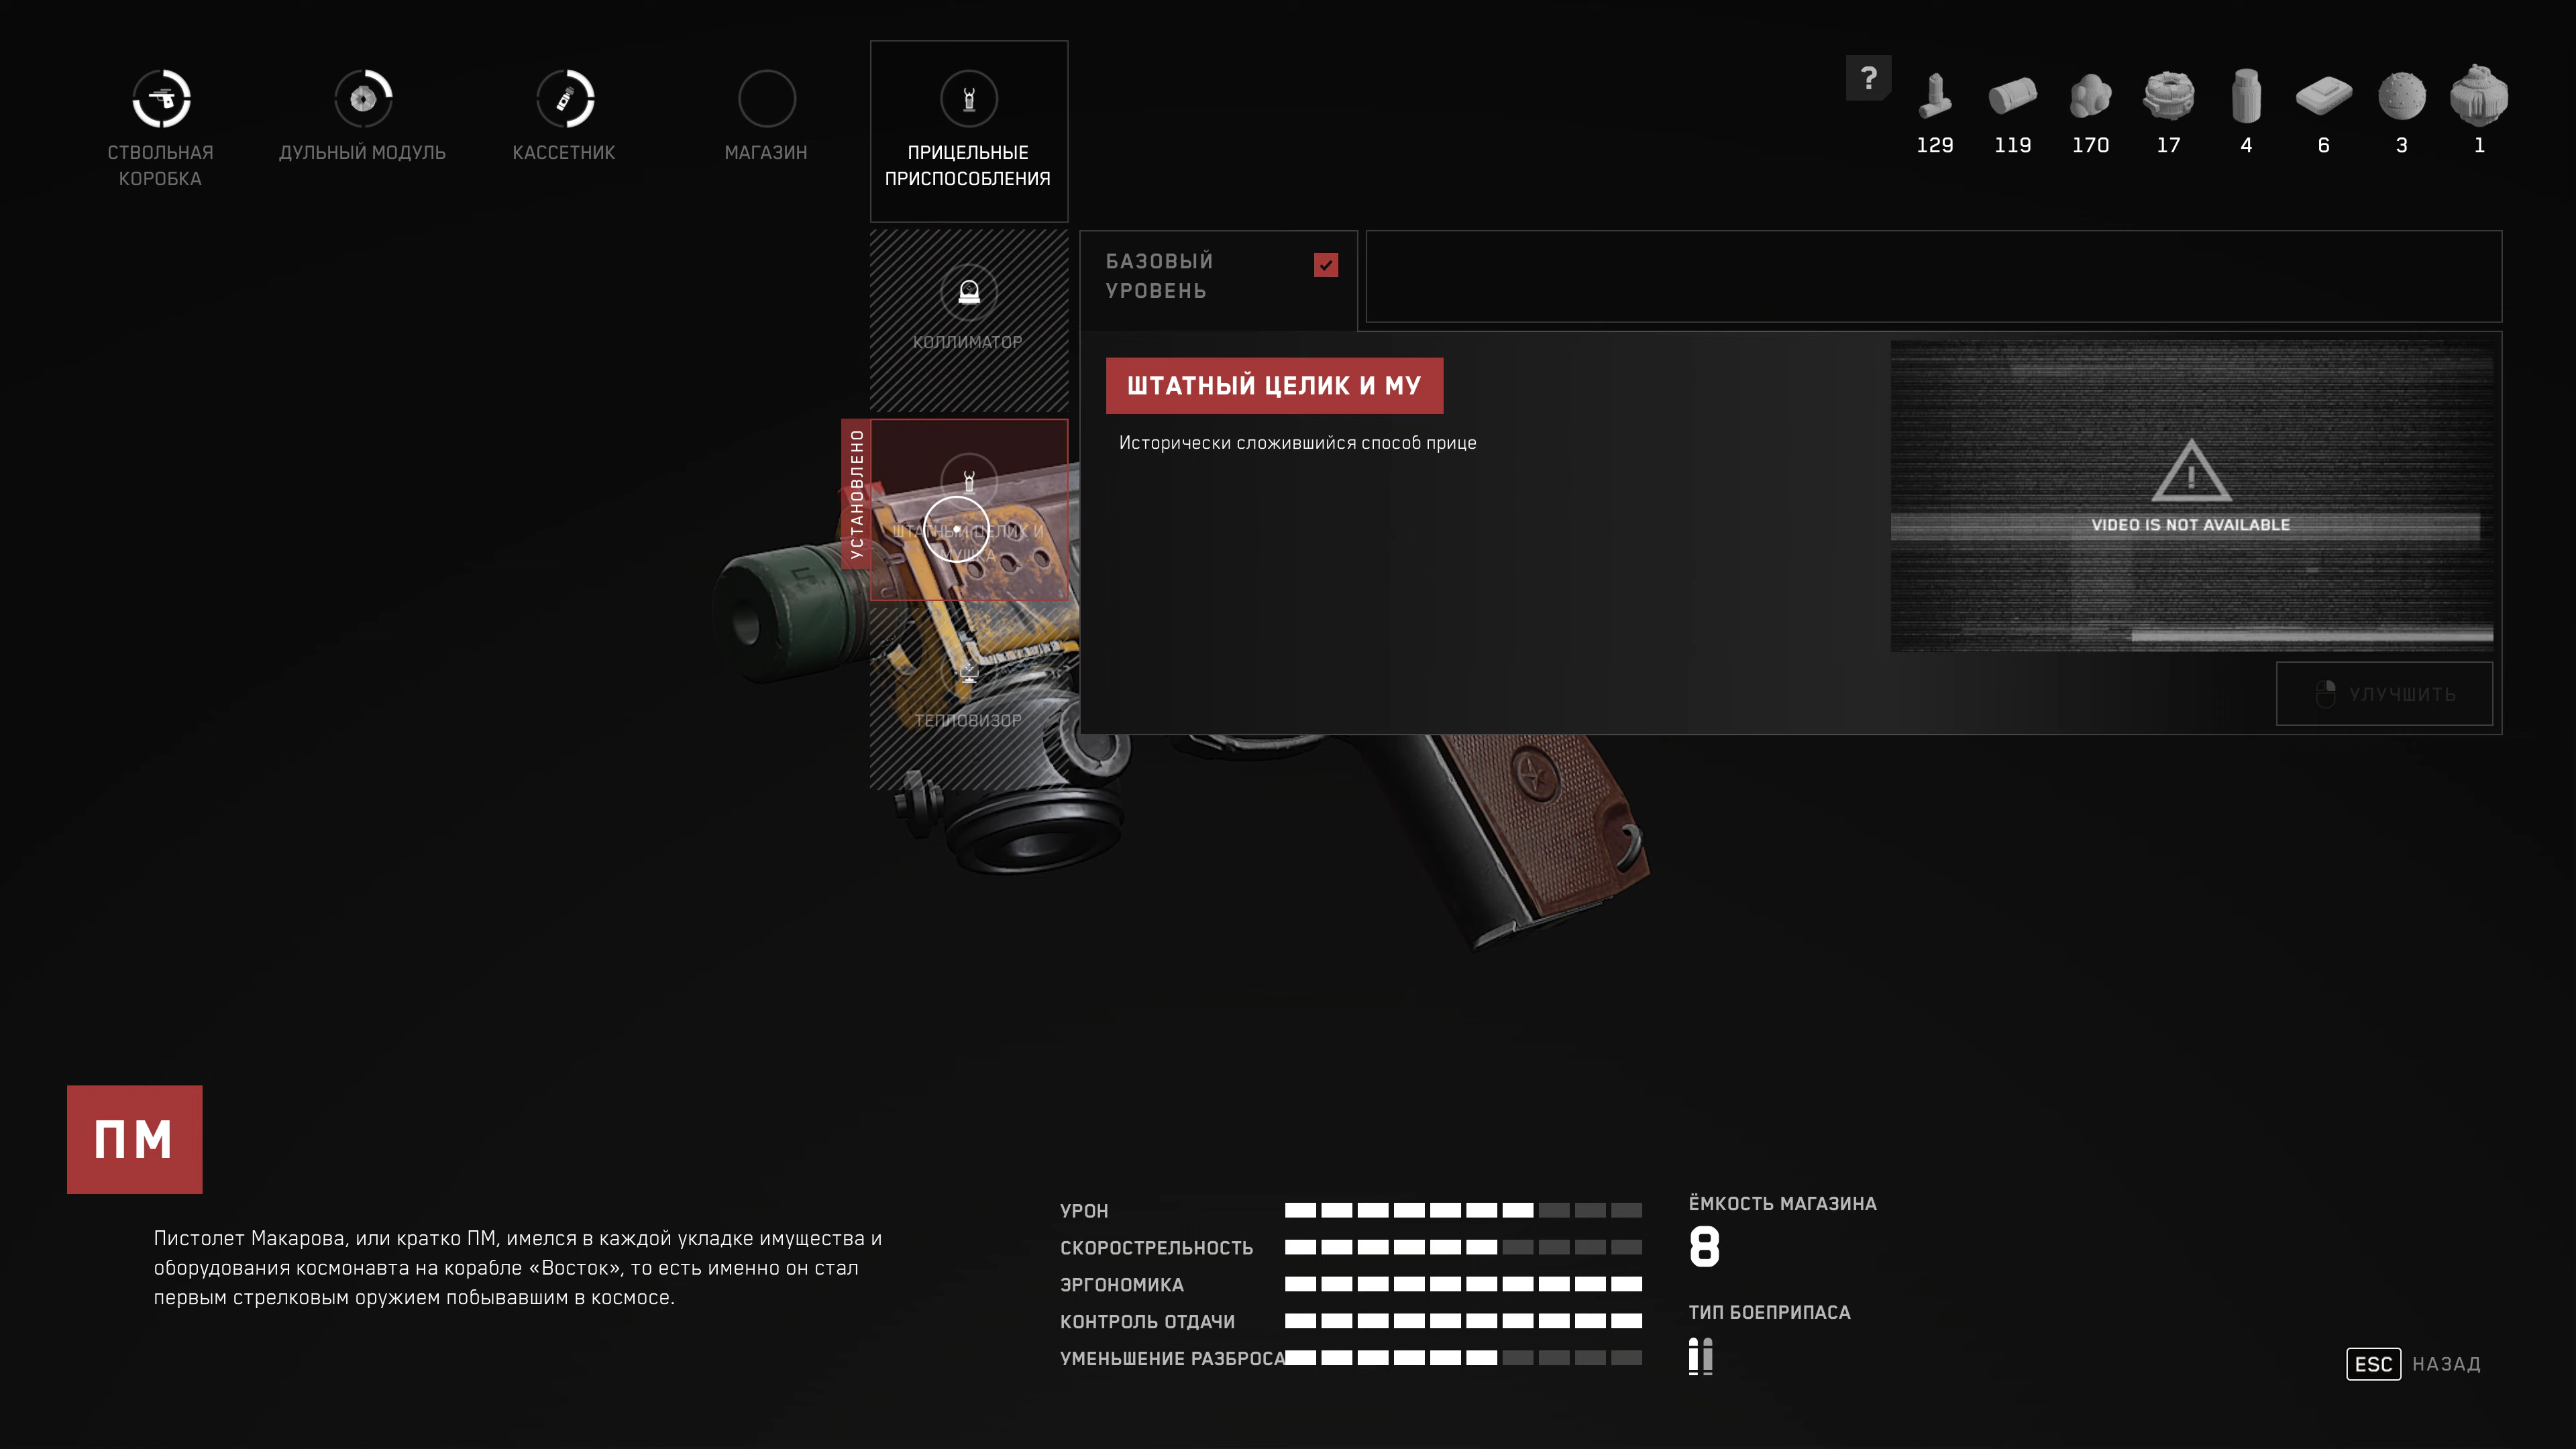 СТВОЛЬНАЯ
КОРОБКА
ДУЛЬНЫЙ МОДУЛЬ
КАССЕТНИК
МАГАЗИН
ПРИЦЕЛЬНЫЕ
ПРИСПОСОБЛЕНИЯ
?
129
119
170
17
4
6
3
1
КОЛЛИМАТОР
УСТАНОВЛЕНО
ШТАТНЫЙ ЦЕЛИК И
МУШКА
ТЕПЛОВИЗОР
БАЗОВЫЙ
УРОВЕНЬ
ШТАТНЫЙ ЦЕЛИК И МУ
Исторически сложившийся способ прице
VIDEO IS NOT AVAILABLE
УЛУЧШИТЬ
ПМ
Пистолет Макарова, или кратко ПМ, имелся в каждой укладке имущества и
оборудования космонавта на корабле «Восток», то есть именно он стал
первым стрелковым оружием побывавшим в космосе.
УРОН
СКОРОСТРЕЛЬНОСТЬ
ЭРГОНОМИКА
КОНТРОЛЬ ОТДАЧИ
УМЕНЬШЕНИЕ РАЗБРОСА
ЁМКОСТЬ МАГАЗИНА
8
ТИП БОЕПРИПАСА
ESC НАЗАД